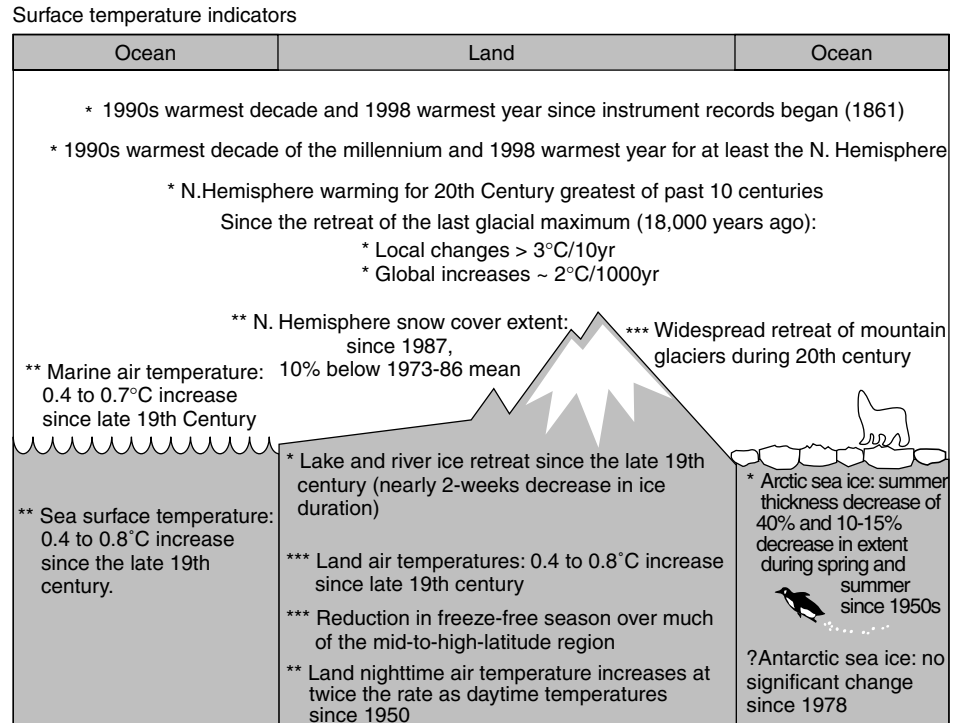 Surface temperature indicators
Ocean
Land
Ocean
* 1990s warmest decade and 1998 warmest year since instrument records began (1861)
* 1990s warmest decade of the millennium and 1998 warmest year for at least the N. Hemisphere
* N.Hemisphere warming for 20th Century greatest of past 10 centuries
Since the retreat of the last glacial maximum (18,000 years ago):
* Local changes > 3°C/10yr
* Global increases ~ 2°C/1000yr
** N. Hemisphere snow cover extent:
since 1987,
10% below 1973-86 mean
*** Widespread retreat of mountain
glaciers during 20th century
** Marine air temperature:
0.4 to 0.7°C increase
since late 19th Century
** Sea surface temperature:
0.4 to 0.8°C increase
since the late 19th
century.
* Lake and river ice retreat since the late 19th
century (nearly 2-weeks decrease in ice
duration)
*** Land air temperatures: 0.4 to 0.8°C increase
since late 19th century
*** Reduction in freeze-free season over much
of the mid-to-high-latitude region
** Land nighttime air temperature increases at
twice the rate as daytime temperatures
since 1950
* Arctic sea ice: summer
thickness decrease of
40% and 10-15%
decrease in extent
during spring and
summer
since 1950s
?Antarctic sea ice: no
significant change
since 1978